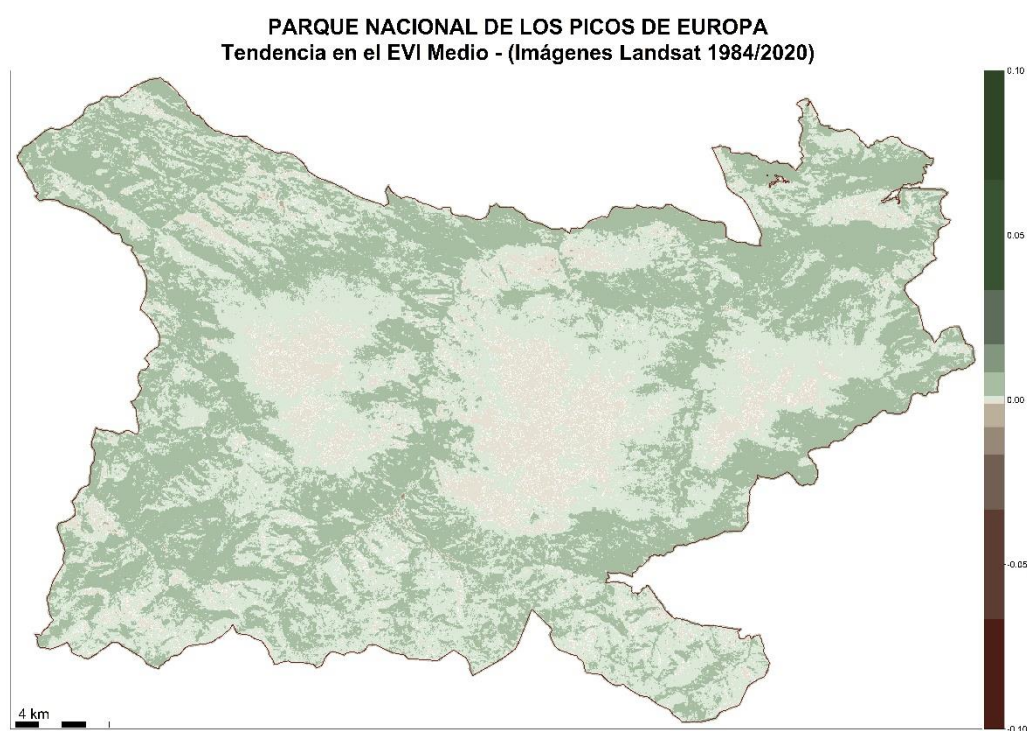 PARQUE NACIONAL DE LOS PICOS DE EUROPA
Tendencia en el EVI Medio - (Imágenes Landsat 1984/2020)
0.10
0.05
0.00
-0.05
-0.10
4 km